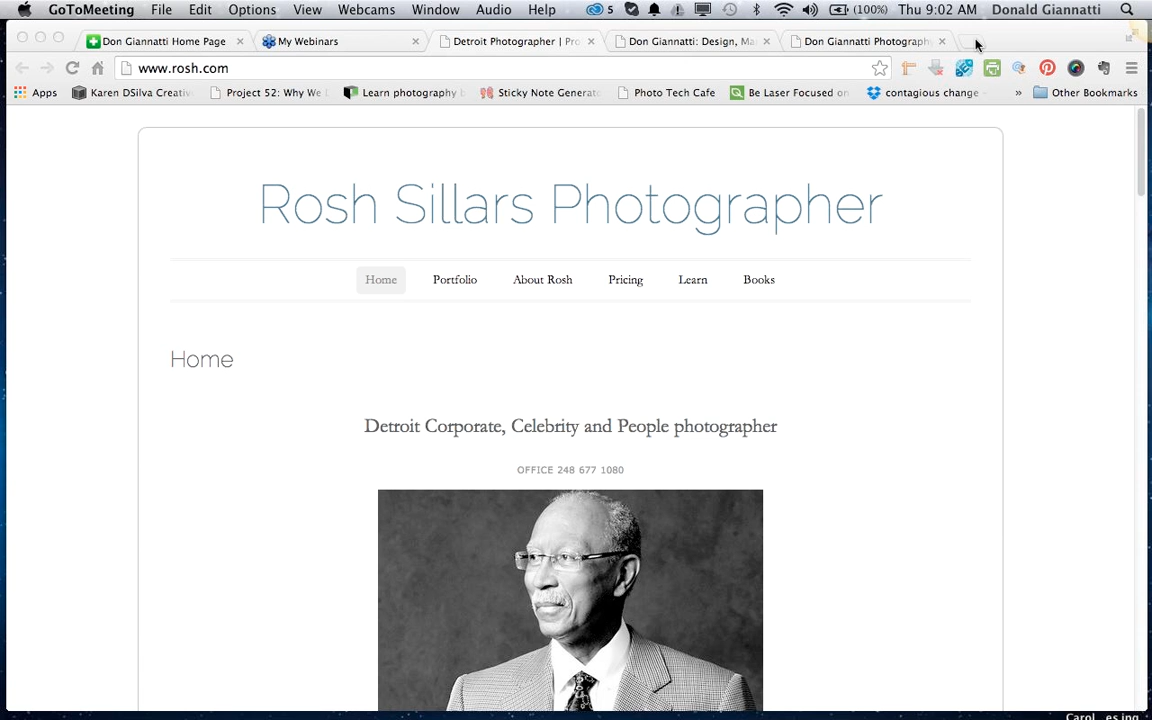 GoToMeeting File Edit Options View Webcams Window Audio Help 5 (100%) Thu 9:02 AM Donald Giannatti
Don Giannatti Home Page My Webinars Detroit Photographer | Pro Don Giannatti: Design, Ma Don Giannatti Photography
www.rosh.com
Apps Karen DSilva Creativ Project 52: Why We Learn photography Sticky Note Generato Photo Tech Cafe Be Laser Focused on contagious change » Other Bookmarks
Rosh Sillars Photographer
Home Portfolio About Rosh Pricing Learn Books
Home
Detroit Corporate, Celebrity and People photographer
OFFICE 248 677 1080